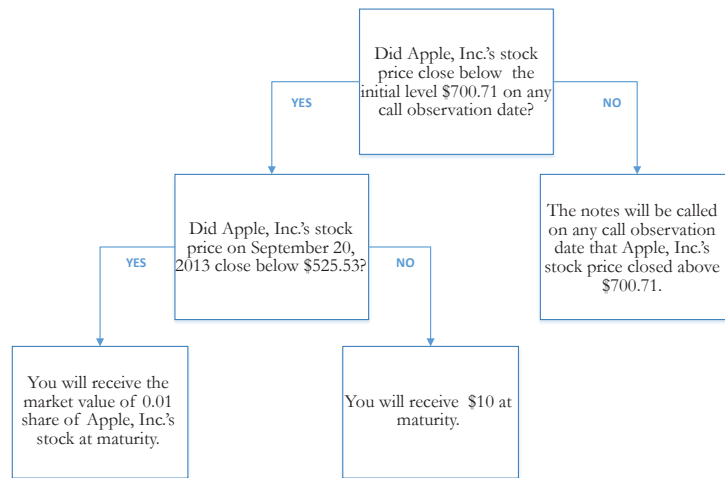 Did Apple, Inc.'s stock
price close below the
initial level $700.71 on any
call observation date?
YES
NO
Did Apple, Inc.'s stock
price on September 20,
2013 close below $525.53?
The notes will be called
on any call observation
date that Apple, Inc.'s
stock price closed above
$700.71.
YES
NO
You will receive the
market value of 0.01
share of Apple, Inc.'s
stock at maturity.
You will receive $10 at
maturity.